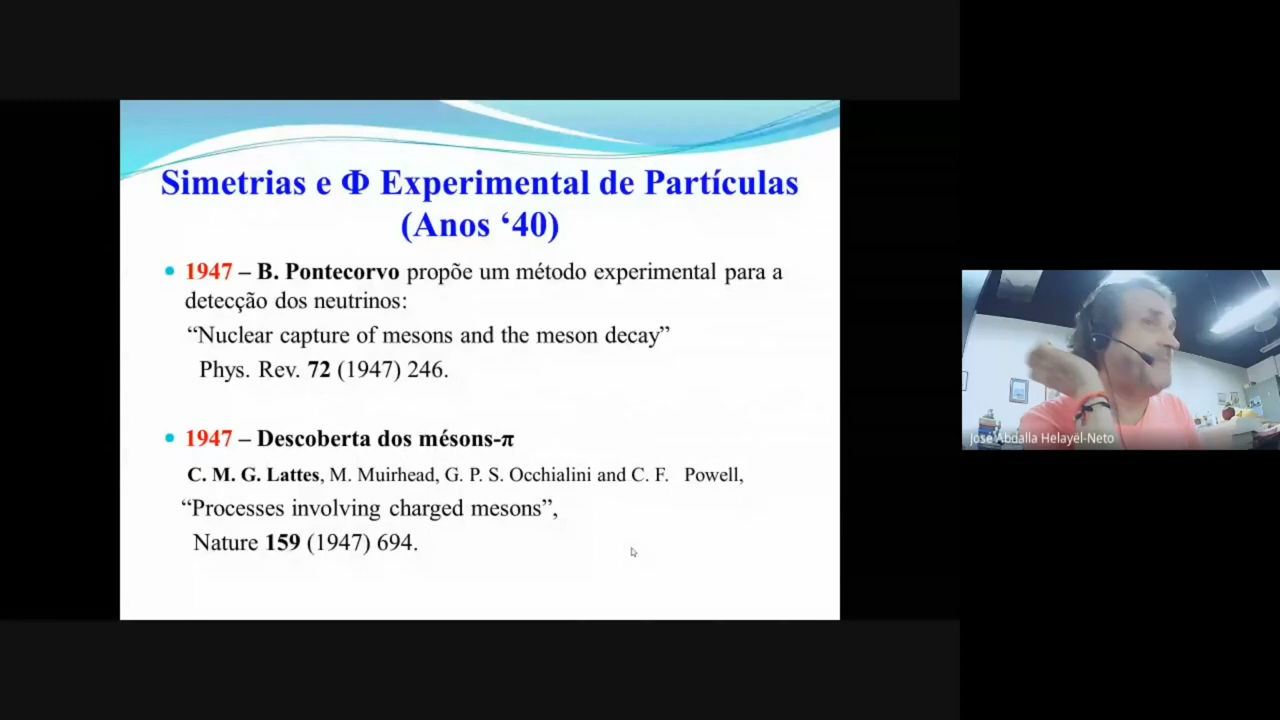 Simetrias e Φ Experimental de Partículas
(Anos ‘40)
• 1947 – B. Pontecorvo propõe um método experimental para a
detecção dos neutrinos:
“Nuclear capture of mesons and the meson decay”
Phys. Rev. 72 (1947) 246.
• 1947 – Descoberta dos mésons-π
C. M. G. Lattes, M. Muirhead, G. P. S. Occhialini and C. F. Powell,
“Processes involving charged mesons”,
Nature 159 (1947) 694.
José Abdalla Helayël-Neto